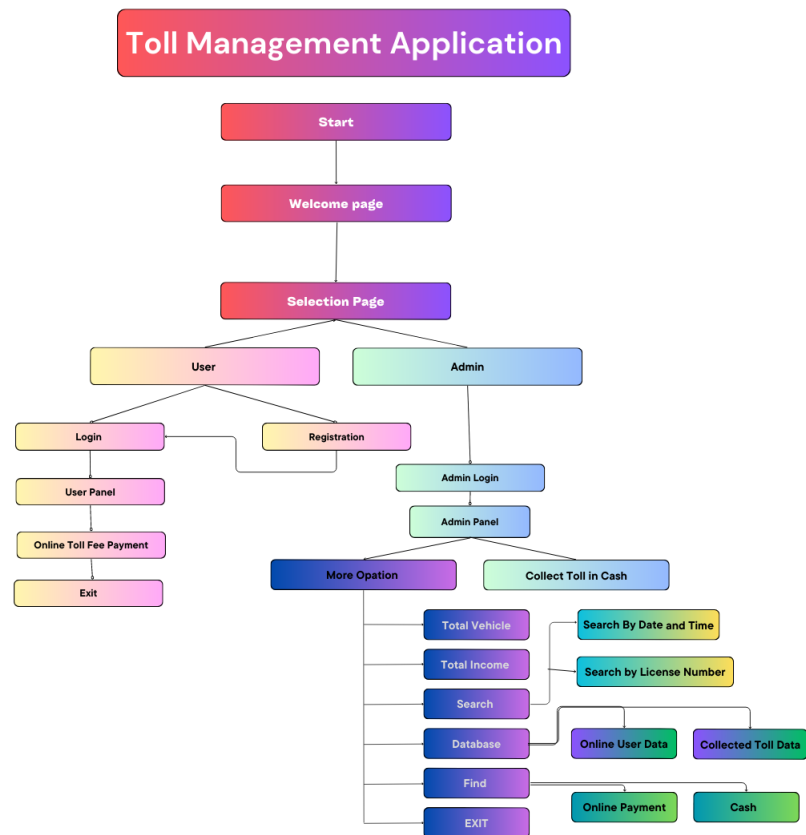 Toll Management Application
Start
Welcome page
Selection Page
User
Admin
Login
Registration
Admin Login
User Panel
Admin Panel
Online Toll Fee Payment
More Opation
Collect Toll in Cash
Exit
Total Vehicle
Search By Date and Time
Total Income
Search by License Number
Search
Database
Online User Data
Collected Toll Data
Find
Online Payment
Cash
EXIT